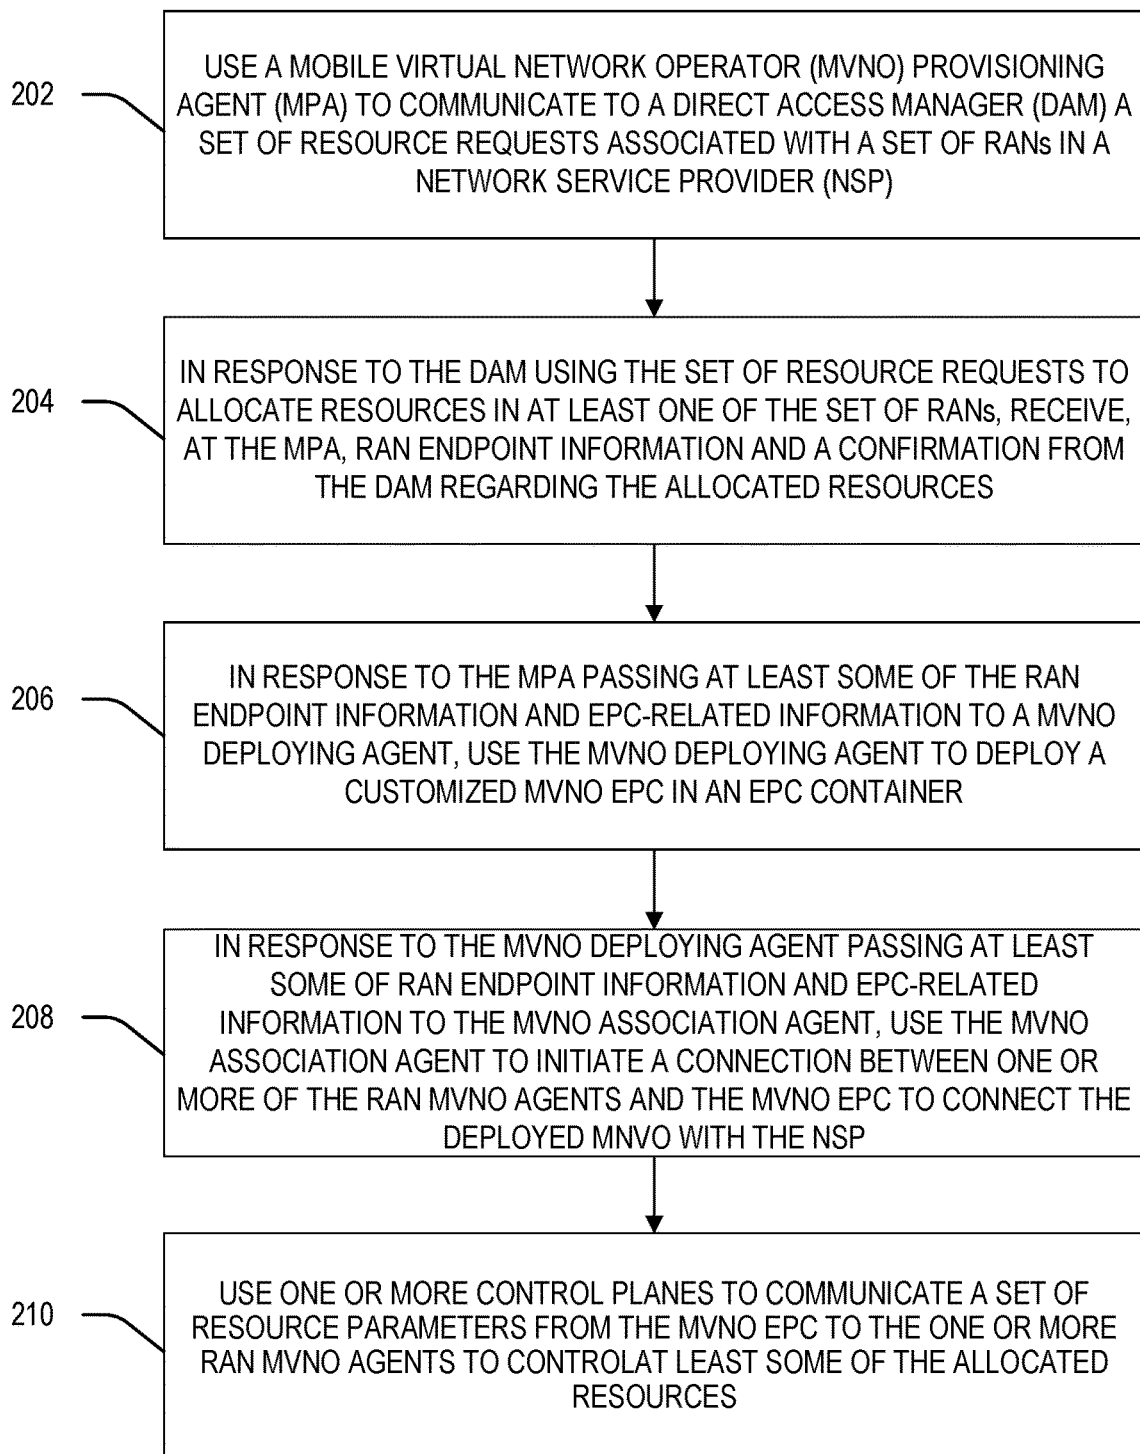 202
USE A MOBILE VIRTUAL NETWORK OPERATOR (MVNO) PROVISIONING
AGENT (MPA) TO COMMUNICATE TO A DIRECT ACCESS MANAGER (DAM) A
SET OF RESOURCE REQUESTS ASSOCIATED WITH A SET OF RANs IN A
NETWORK SERVICE PROVIDER (NSP)
204
IN RESPONSE TO THE DAM USING THE SET OF RESOURCE REQUESTS TO
ALLOCATE RESOURCES IN AT LEAST ONE OF THE SET OF RANs, RECEIVE,
AT THE MPA, RAN ENDPOINT INFORMATION AND A CONFIRMATION FROM
THE DAM REGARDING THE ALLOCATED RESOURCES
206
IN RESPONSE TO THE MPA PASSING AT LEAST SOME OF THE RAN
ENDPOINT INFORMATION AND EPC-RELATED INFORMATION TO A MVNO
DEPLOYING AGENT, USE THE MVNO DEPLOYING AGENT TO DEPLOY A
CUSTOMIZED MVNO EPC IN AN EPC CONTAINER
208
IN RESPONSE TO THE MVNO DEPLOYING AGENT PASSING AT LEAST
SOME OF RAN ENDPOINT INFORMATION AND EPC-RELATED
INFORMATION TO THE MVNO ASSOCIATION AGENT, USE THE MVNO
ASSOCIATION AGENT TO INITIATE A CONNECTION BETWEEN ONE OR
MORE OF THE RAN MVNO AGENTS AND THE MVNO EPC TO CONNECT THE
DEPLOYED MNVO WITH THE NSP
210
USE ONE OR MORE CONTROL PLANES TO COMMUNICATE A SET OF
RESOURCE PARAMETERS FROM THE MVNO EPC TO THE ONE OR MORE
RAN MVNO AGENTS TO CONTROLAT LEAST SOME OF THE ALLOCATED
RESOURCES